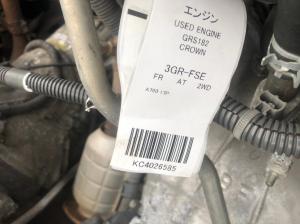 エンジン
USED ENGINE
GRS182
CROWN
3GR-FSE
FR AT 2WD
KC4026585